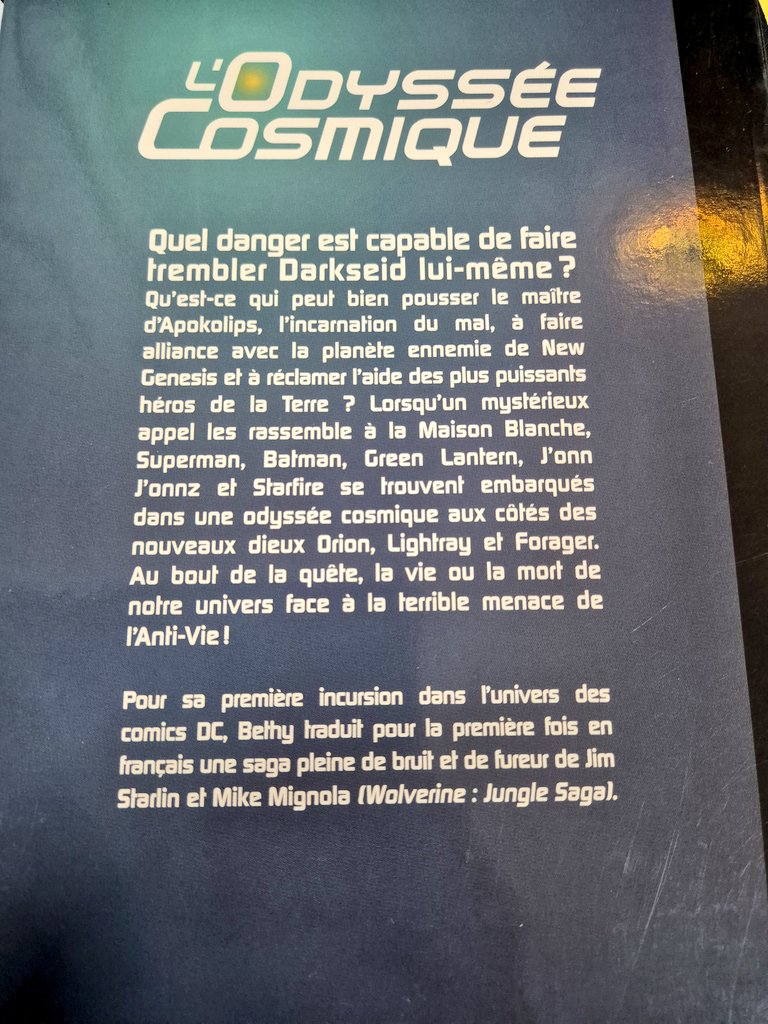 L'Odyssée
Cosmique
Quel danger est capable de faire
trembler Darkseid lui-même ?
Qu'est-ce qui peut bien pousser le maître
d'Apokolips, l'incarnation du mal, à faire
alliance avec la planète ennemie de New
Genesis et à réclamer l'aide des plus puissants
héros de la Terre ? Lorsqu'un mystérieux
appel les rassemble à la Maison Blanche,
Superman, Batman, Green Lantern, J'onn
J'onnz et Starfire se trouvent embarqués
dans une odyssée cosmique aux côtés des
nouveaux dieux Orion, Lightray et Forager.
Au bout de la quête, la vie ou la mort de
notre univers face à la terrible menace de
l'Anti-Vie !
Pour sa première incursion dans l'univers des
comics DC, Bethy traduit pour la première fois en
français une saga pleine de bruit et de fureur de Jim
Starlin et Mike Mignola (Wolverine : Jungle Saga).